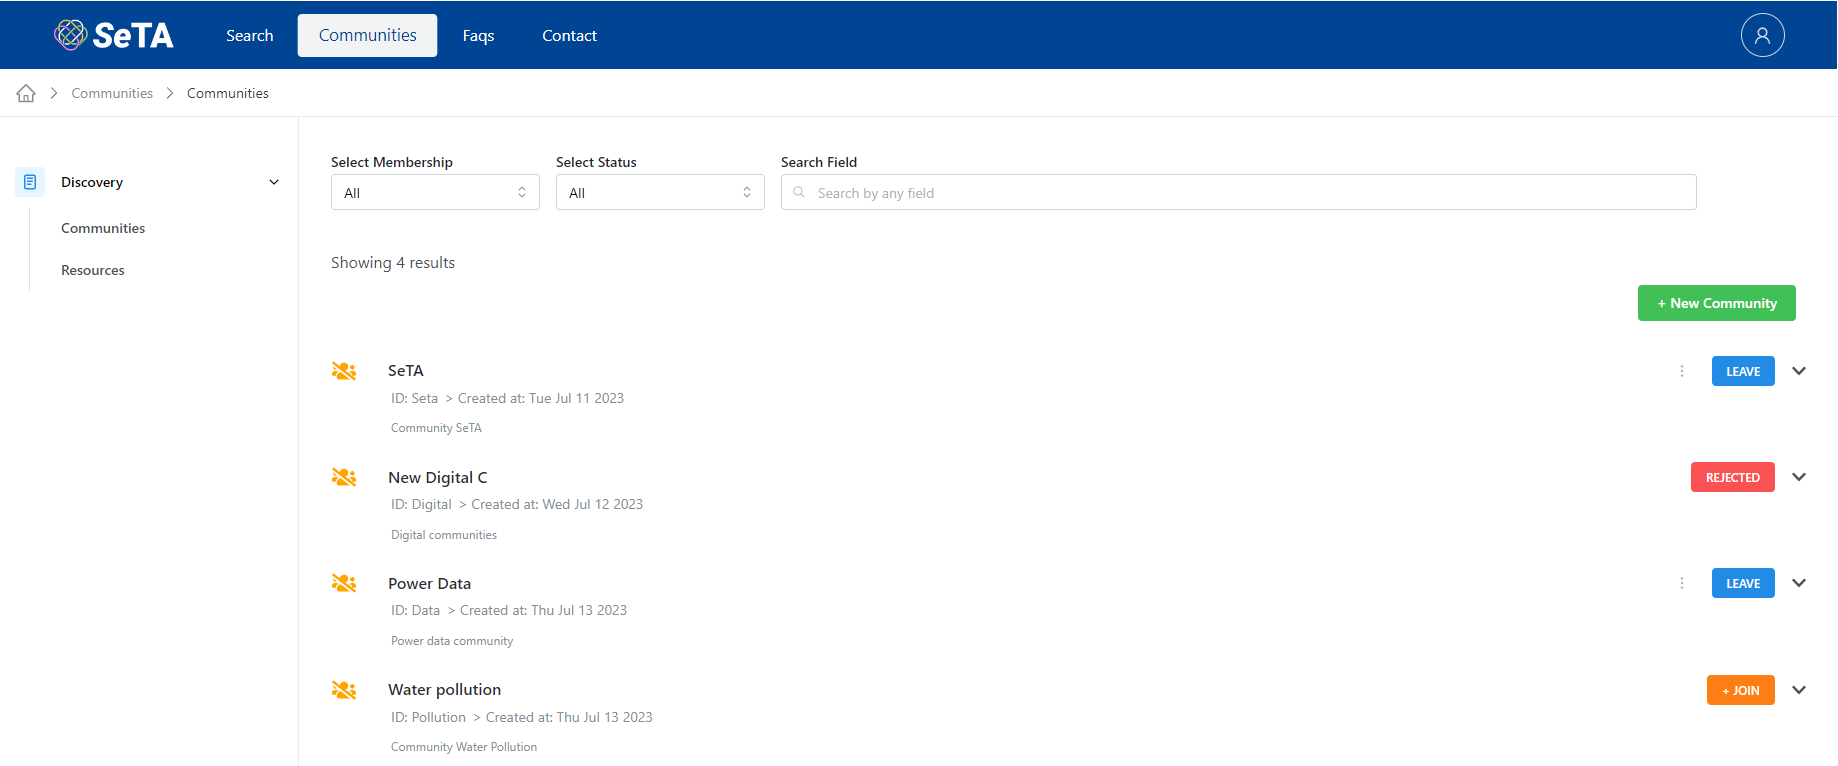 SeTA Search Communities Faqs Contact
Communities Communities
Discovery
Communities
Resources
Select Membership Select Status Search Field
All All Search by any field
Showing 4 results
+ New Community
SeTA LEAVE
ID: Seta > Created at: Tue Jul 11 2023
Community SeTA
New Digital C REJECTED
ID: Digital > Created at: Wed Jul 12 2023
Digital communities
Power Data LEAVE
ID: Data > Created at: Thu Jul 13 2023
Power data community
Water pollution + JOIN
ID: Pollution > Created at: Thu Jul 13 2023
Community Water Pollution